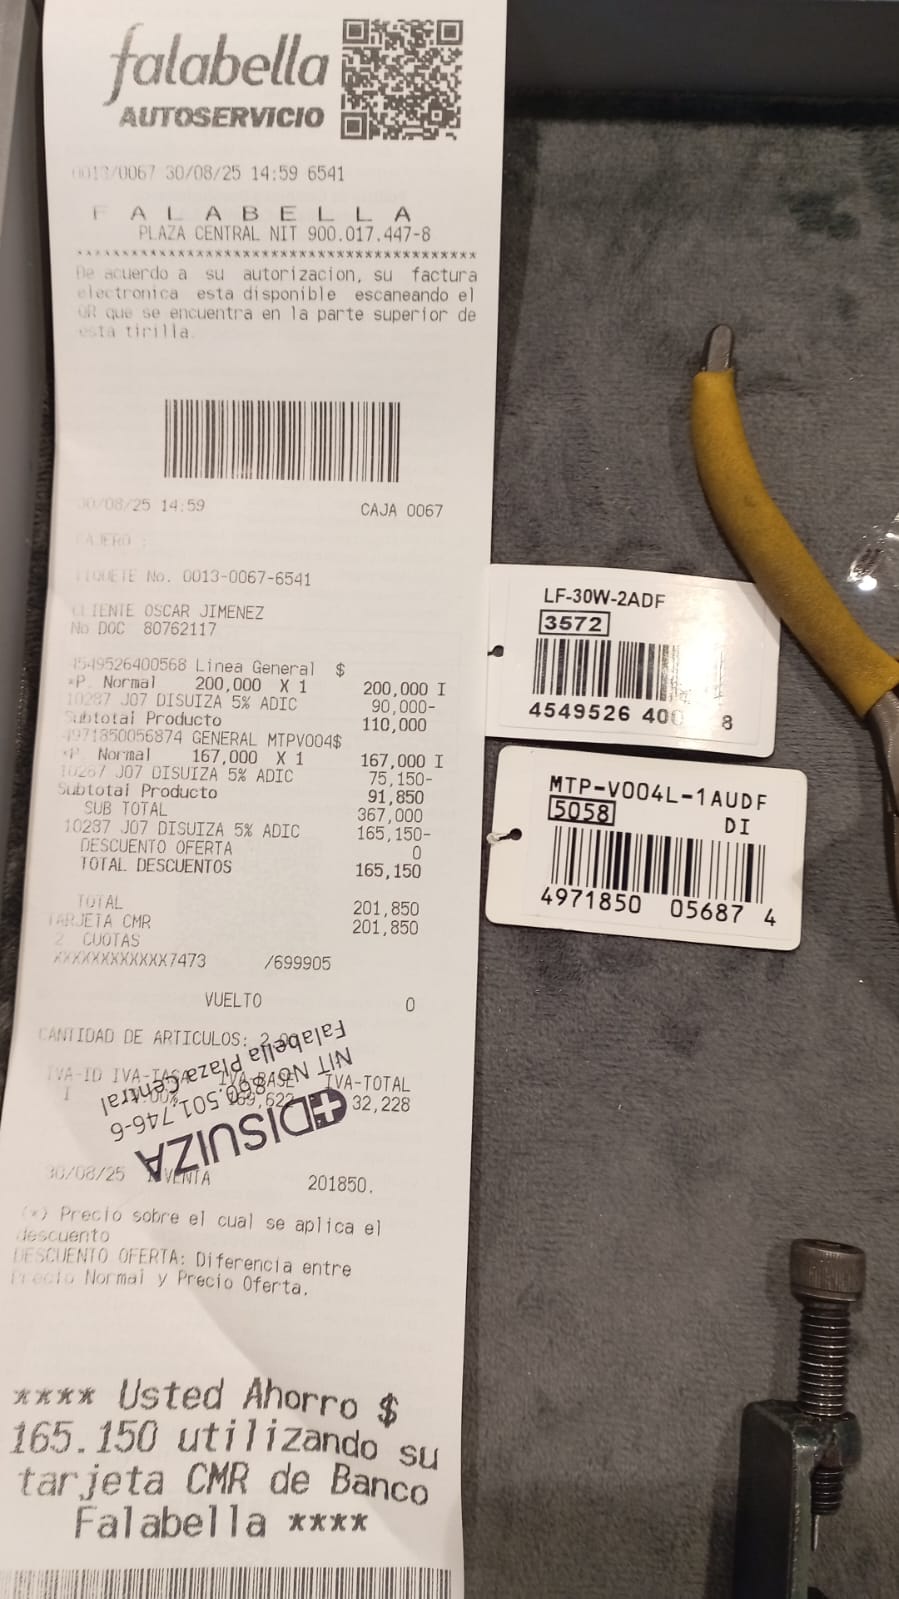 falabella
AUTOSERVICIO
0013/0067 30/08/25 14:59 6541
F A L A B E L L A
PLAZA CENTRAL NIT 900.017.447-8
De acuerdo a su autorizacion, su factura
electronica esta disponible escaneando el
QR que se encuentra en la parte superior de
esta tirilla.
30/08/25 14:59 CAJA 0067
CAJERO :
TIQUETE No. 0013-0067-6541
CLIENTE OSCAR JIMENEZ
No DOC 80762117
4549526400568 Linea General $
*P. Normal 200,000 X 1 200,000 I
10287 J07 DISUIZA 5% ADIC 90,000-
Subtotal Producto 110,000
4971850056874 GENERAL MTPV004$
*P. Normal 167,000 X 1 167,000 I
10287 J07 DISUIZA 5% ADIC 75,150-
Subtotal Producto 91,850
SUB TOTAL 367,000
10287 J07 DISUIZA 5% ADIC 165,150-
DESCUENTO OFERTA 0
TOTAL DESCUENTOS 165,150
TOTAL 201,850
TARJETA CMR 201,850
2 CUOTAS
XXXXXXXXXXXX7473 /699905
VUELTO 0
CANTIDAD DE ARTICULOS:
IVA-ID IVA-TASA IVA-BASE IVA-TOTAL
I 32,228
DISUIZA
NIT No. 860.501.746-6
Falabella Plaza Central
30/08/25 VENTA 201850.
(*) Precio sobre el cual se aplica el
descuento
DESCUENTO OFERTA: Diferencia entre
Precio Normal y Precio Oferta.
**** Usted Ahorro $
165.150 utilizando su
tarjeta CMR de Banco
Falabella ****
LF-30W-2ADF
3572
4549526 400 8
MTP-V004L-1AUDF
5058 DI
4971850 05687 4